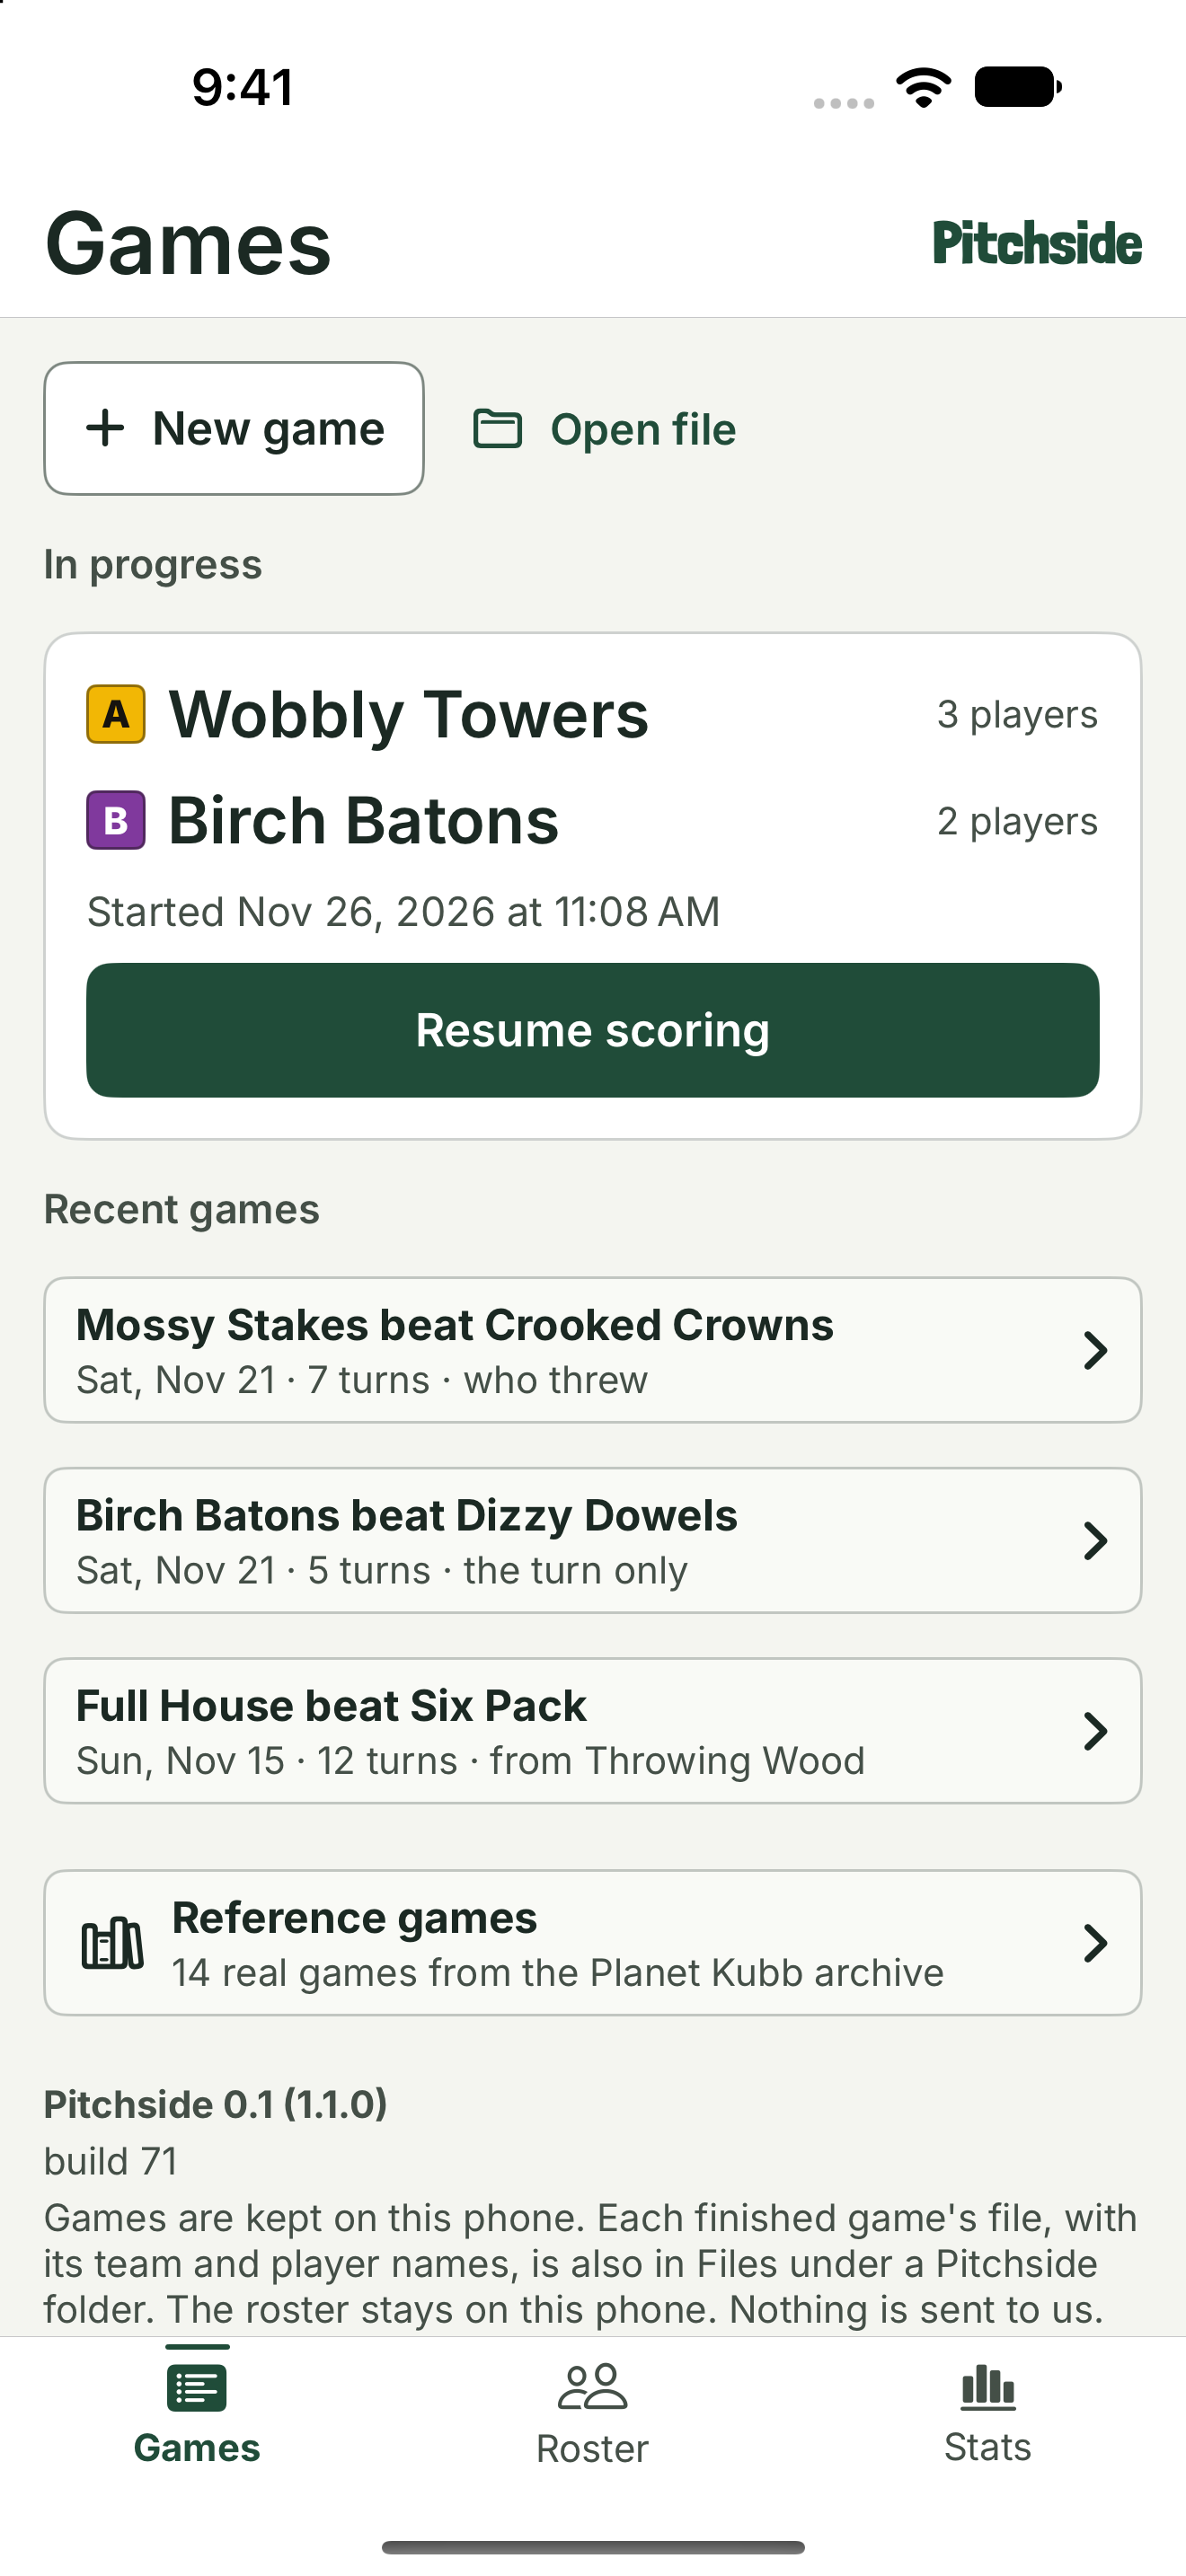 9:41
Games
Pitchside
New game
Open file
In progress
A Wobbly Towers 3 players
B Birch Batons 2 players
Started Nov 26, 2026 at 11:08 AM
Resume scoring
Recent games
Mossy Stakes beat Crooked Crowns
Sat, Nov 21 · 7 turns · who threw
Birch Batons beat Dizzy Dowels
Sat, Nov 21 · 5 turns · the turn only
Full House beat Six Pack
Sun, Nov 15 · 12 turns · from Throwing Wood
Reference games
14 real games from the Planet Kubb archive
Pitchside 0.1 (1.1.0)
build 71
Games are kept on this phone. Each finished game's file, with
its team and player names, is also in Files under a Pitchside
folder. The roster stays on this phone. Nothing is sent to us.
Games
Roster
Stats